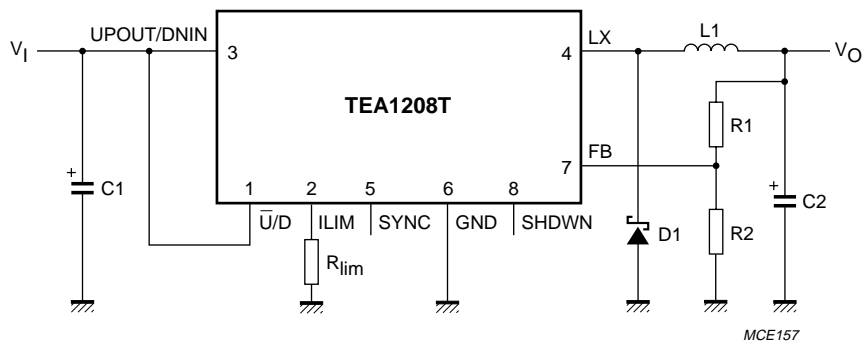 V_I
UPOUT/DNIN
3
4
LX
L1
V_O
TEA1208T
R1
7
FB
C1
1
2
5
6
8
U̅/D
ILIM
SYNC
GND
SHDWN
D1
R2
C2
R_lim
+
+
MCE157